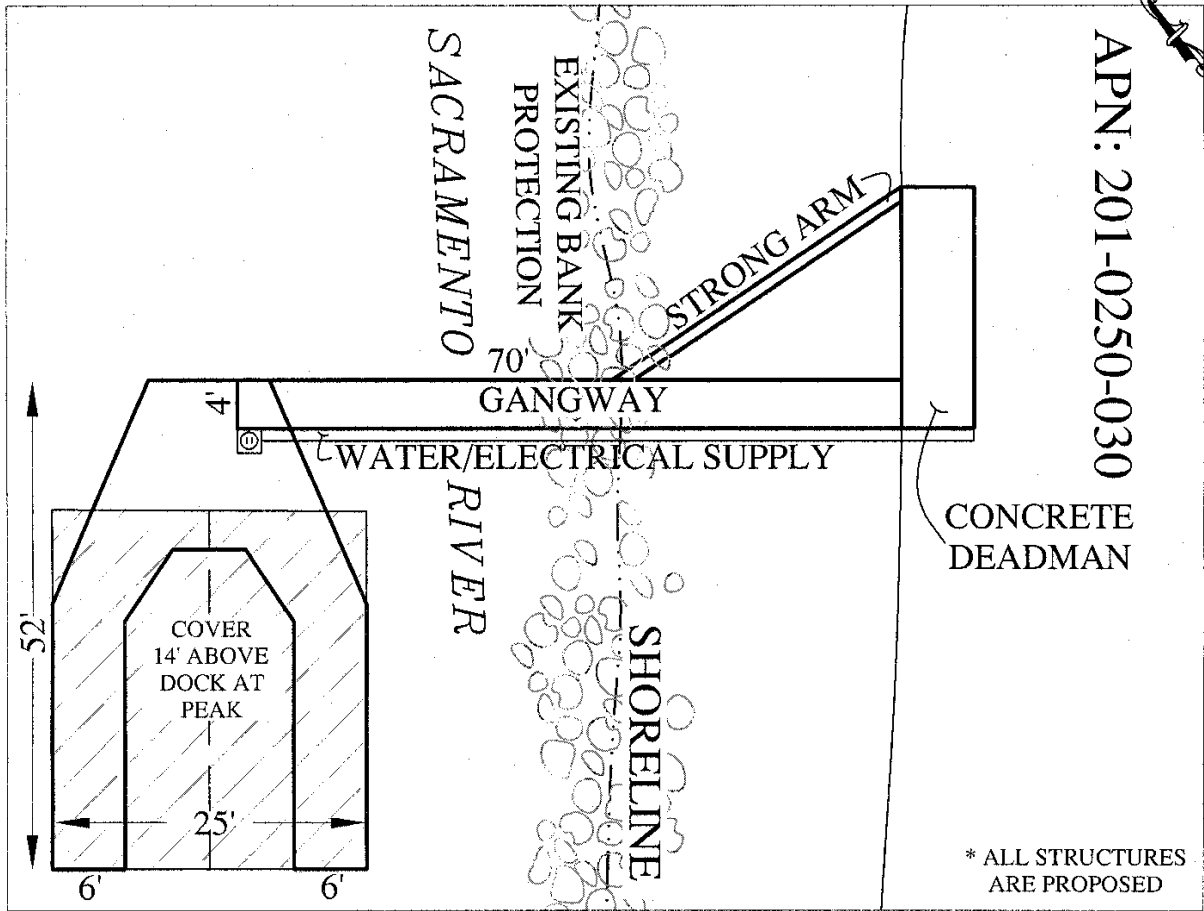 APN: 201-0250-030
SACRAMENTO
RIVER
EXISTING BANK
PROTECTION
STRONG ARM
70'
4'
GANGWAY
WATER/ELECTRICAL SUPPLY
CONCRETE
DEADMAN
SHORELINE
52'
COVER
14' ABOVE
DOCK AT
PEAK
25'
6'
6'
* ALL STRUCTURES
ARE PROPOSED